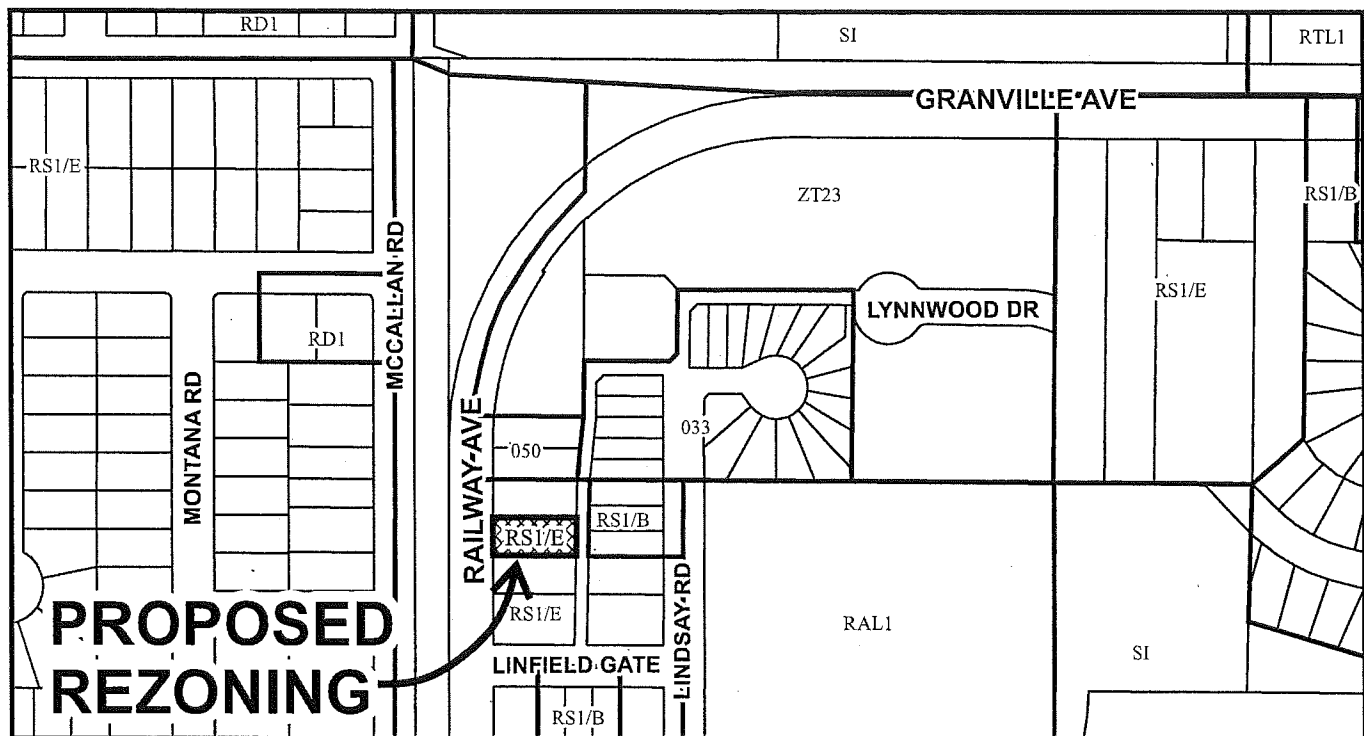 RD1
SI
RTL1
GRANVILLE AVE
RS1/E
ZT23
RS1/B
MCCALLAN RD
RS1/E
LYNNWOOD DR
RD1
MONTANA RD
RAILWAY AVE
033
050
RS1/E
RS1/B
LINDSAY RD
RS1/E
RAL1
SI
PROPOSED
REZONING
LINFIELD GATE
RS1/B